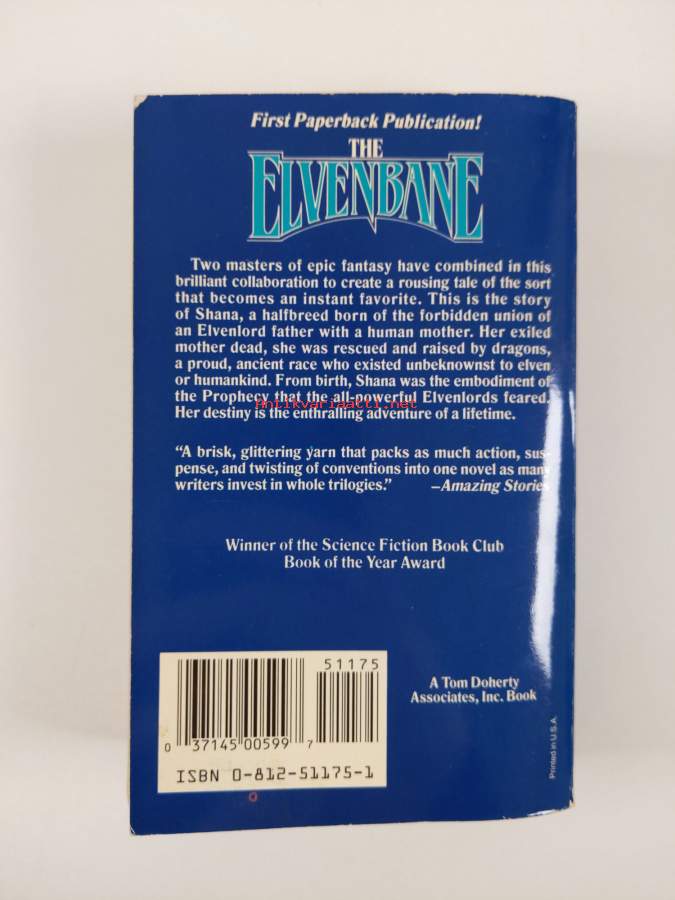 First Paperback Publication!
THE
ELVENBANE
Two masters of epic fantasy have combined in this
brilliant collaboration to create a rousing tale of the sort
that becomes an instant favorite. This is the story
of Shana, a halfbreed born of the forbidden union of
an Elvenlord father with a human mother. Her exiled
mother dead, she was rescued and raised by dragons,
a proud, ancient race who existed unbeknownst to elven
or humankind. From birth, Shana was the embodiment of
the Prophecy that the all-powerful Elvenlords feared.
Antikvariaatti.net
Her destiny is the enthralling adventure of a lifetime.
“A brisk, glittering yarn that packs as much action, sus-
pense, and twisting of conventions into one novel as many
writers invest in whole trilogies.” —Amazing Stories
Winner of the Science Fiction Book Club
Book of the Year Award
51175
0 37145 00599 7
ISBN 0-812-51175-1
A Tom Doherty
Associates, Inc. Book
Printed in U.S.A.